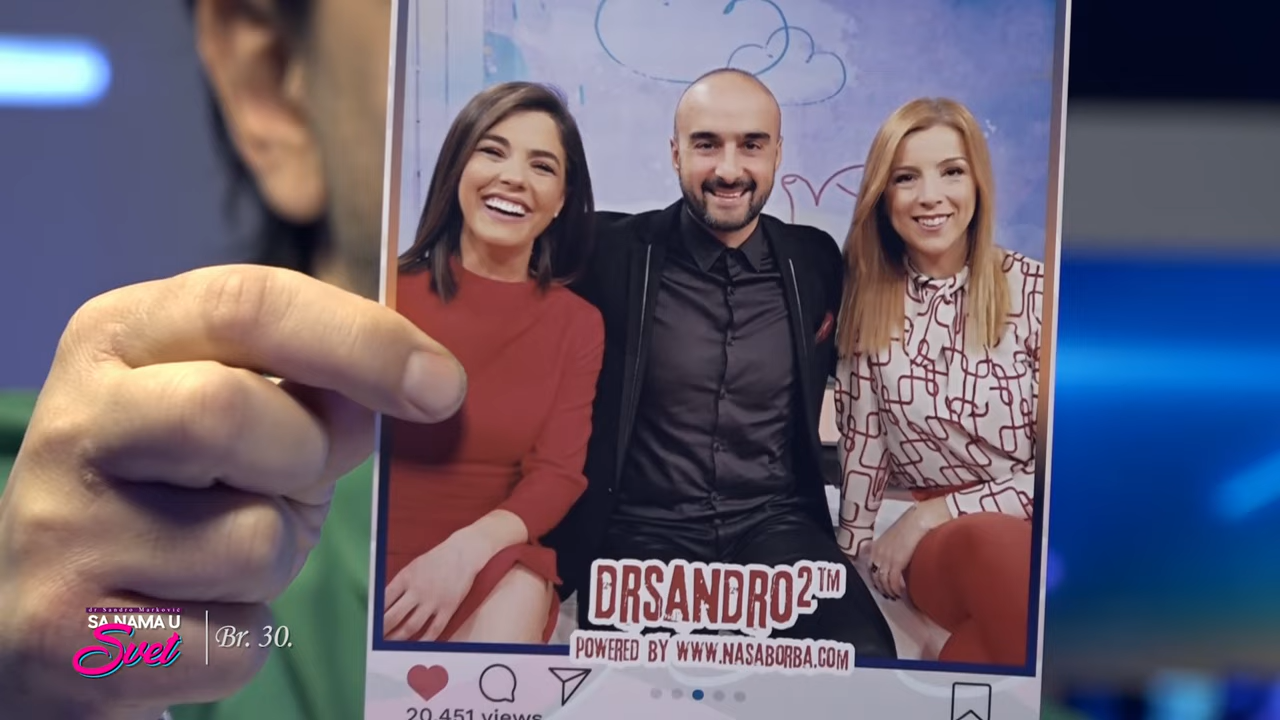 DRSANDRO2™
POWERED BY WWW.NASABORBA.COM
20.451 views
dr Sandro Marković
SA NAMA U
Svet
Br. 30.